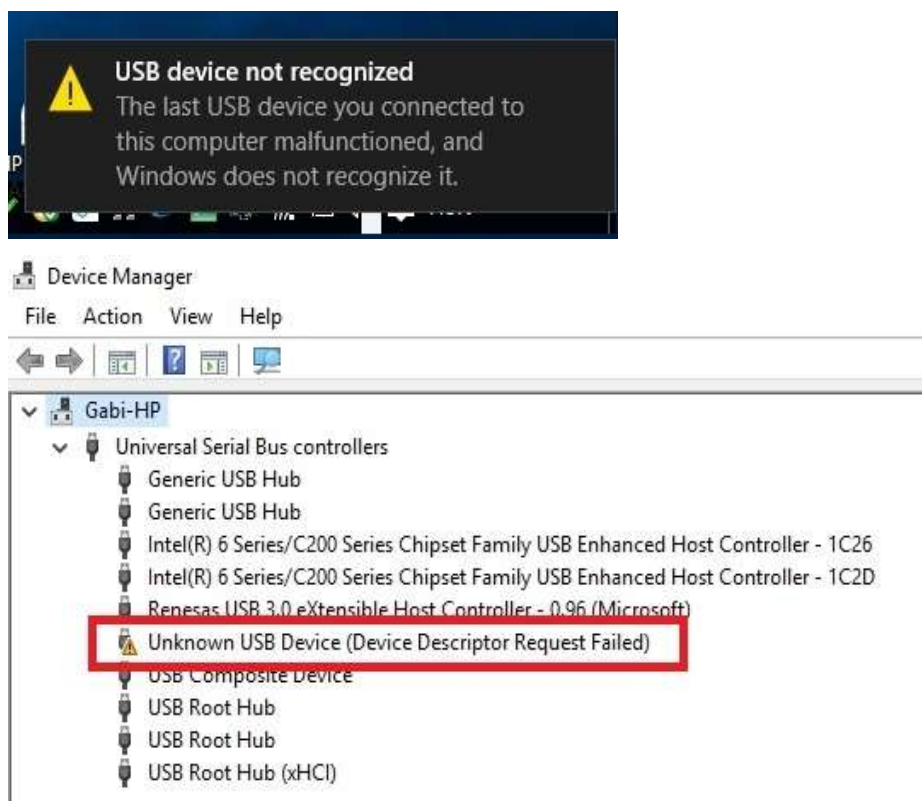 USB device not recognized
The last USB device you connected to
this computer malfunctioned, and
Windows does not recognize it.
Device Manager
File Action View Help
Gabi-HP
Universal Serial Bus controllers
Generic USB Hub
Generic USB Hub
Intel(R) 6 Series/C200 Series Chipset Family USB Enhanced Host Controller - 1C26
Intel(R) 6 Series/C200 Series Chipset Family USB Enhanced Host Controller - 1C2D
Renesas USB 3.0 eXtensible Host Controller - 0.96 (Microsoft)
Unknown USB Device (Device Descriptor Request Failed)
USB Composite Device
USB Root Hub
USB Root Hub
USB Root Hub (xHCI)